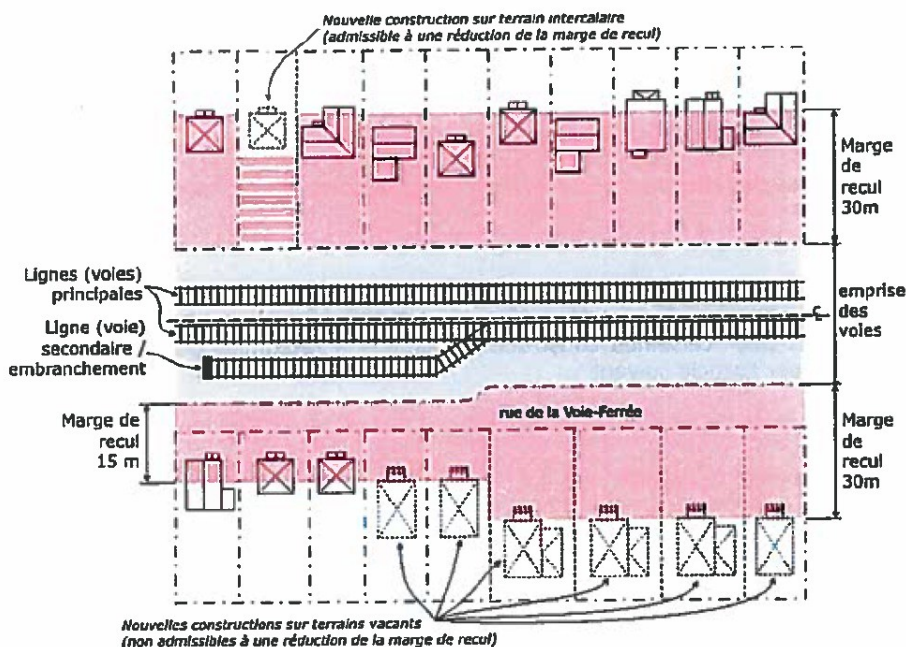 Nouvelle construction sur terrain intercalaire
(admissible à une réduction de la marge de recul)
Marge
de
recul
30m
Lignes (voies)
principales
emprise
des
voies
Ligne (voie)
secondaire /
embranchement
rue de la Voie-Ferrée
Marge de
recul
15 m
Marge
de
recul
30m
Nouvelles constructions sur terrains vacants
(non admissibles à une réduction de la marge de recul)